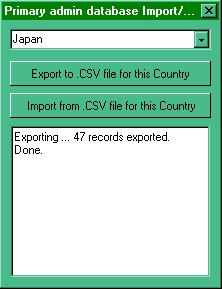 Primary admin database Import/...
Japan
Export to .CSV file for this Country
Import from .CSV file for this Country
Exporting ... 47 records exported.
Done.